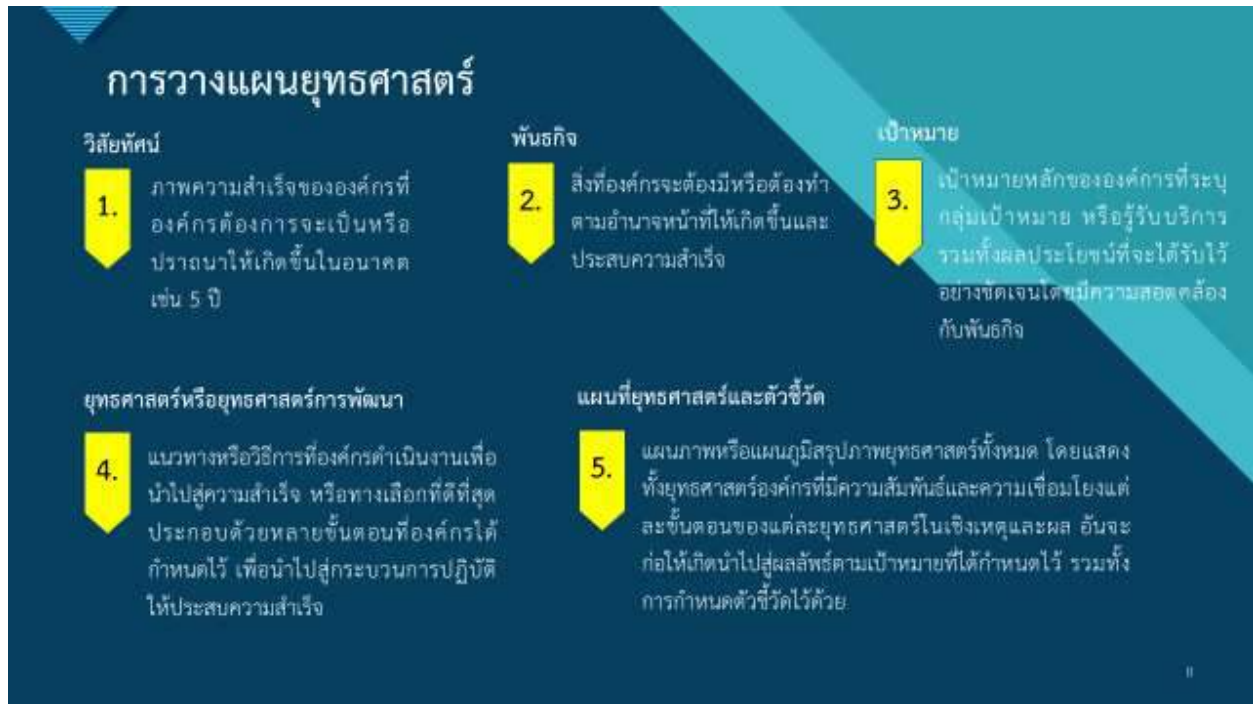 การวางแผนยุทธศาสตร์
วิสัยทัศน์
1.
ภาพความสำเร็จขององค์กรที่
องค์กรต้องการจะเป็นหรือ
ปราถนาให้เกิดขึ้นในอนาคต
เช่น 5 ปี
พันธกิจ
2.
สิ่งที่องค์กรจะต้องมีหรือต้องทำ
ตามอำนาจหน้าที่ให้เกิดขึ้นและ
ประสบความสำเร็จ
เป้าหมาย
3.
เป้าหมายหลักขององค์การที่ระบุ
กลุ่มเป้าหมาย หรือรู้รับบริการ
รวมทั้งผลประโยชน์ที่จะได้รับไว้
อย่างชัดเจนโดยมีความสอดคล้อง
กับพันธกิจ
ยุทธศาสตร์หรือยุทธศาสตร์การพัฒนา
4.
แนวทางหรือวิธีการที่องค์กรดำเนินงานเพื่อ
นำไปสู่ความสำเร็จ หรือทางเลือกที่ดีที่สุด
ประกอบด้วยหลายขั้นตอนที่องค์กรได้
กำหนดไว้ เพื่อนำไปสู่กระบวนการปฏิบัติ
ให้ประสบความสำเร็จ
แผนที่ยุทธศาสตร์และตัวชี้วัด
5.
แผนภาพหรือแผนภูมิสรุปภาพยุทธศาสตร์ทั้งหมด โดยแสดง
ทั้งยุทธศาสตร์องค์กรที่มีความสัมพันธ์และความเชื่อมโยงแต่
ละขั้นตอนของแต่ละยุทธศาสตร์ในเชิงเหตุและผล อันจะ
ก่อให้เกิดนำไปสู่ผลลัพธ์ตามเป้าหมายที่ได้กำหนดไว้ รวมทั้ง
การกำหนดตัวชี้วัดไว้ด้วย